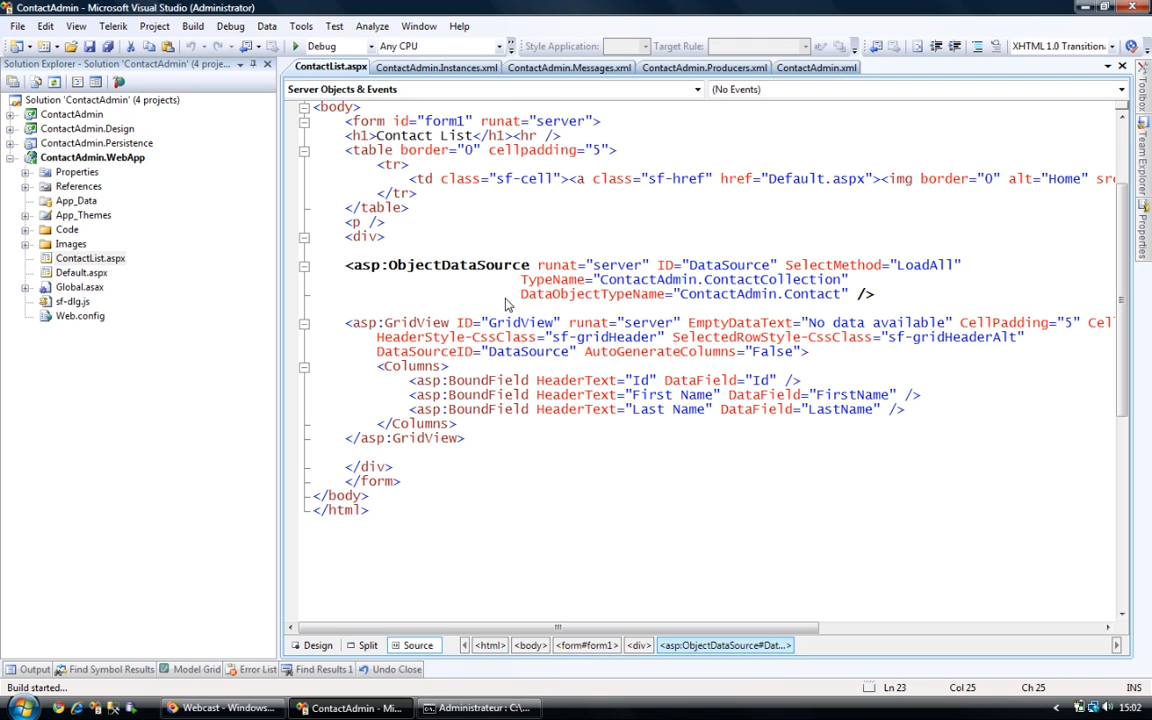 ContactAdmin - Microsoft Visual Studio (Administrator)
File Edit View Telerik Project Build Debug Data Tools Test Analyze Window Help
Debug Any CPU Style Application: Target Rule: XHTML 1.0 Transition
Solution Explorer - Solution 'ContactAdmin' (4 proje...
ContactList.aspx ContactAdmin.Instances.xml ContactAdmin.Messages.xml ContactAdmin.Producers.xml ContactAdmin.xml
Server Objects & Events (No Events)
Solution 'ContactAdmin' (4 projects)
ContactAdmin
ContactAdmin.Design
ContactAdmin.Persistence
ContactAdmin.WebApp
Properties
References
App_Data
App_Themes
Code
Images
ContactList.aspx
Default.aspx
Global.asax
sf-dlg.js
Web.config
<body>
<form id="form1" runat="server">
<h1>Contact List</h1><hr />
<table border="0" cellpadding="5">
<tr>
<td class="sf-cell"><a class="sf-href" href="Default.aspx"><img border="0" alt="Home" src
</tr>
</table>
<p />
<div>
<asp:ObjectDataSource runat="server" ID="DataSource" SelectMethod="LoadAll"
TypeName="ContactAdmin.ContactCollection"
DataObjectTypeName="ContactAdmin.Contact" />
<asp:GridView ID="GridView" runat="server" EmptyDataText="No data available" CellPadding="5" Cel
HeaderStyle-CssClass="sf-gridHeader" SelectedRowStyle-CssClass="sf-gridHeaderAlt"
DataSourceID="DataSource" AutoGenerateColumns="False">
<Columns>
<asp:BoundField HeaderText="Id" DataField="Id" />
<asp:BoundField HeaderText="First Name" DataField="FirstName" />
<asp:BoundField HeaderText="Last Name" DataField="LastName" />
</Columns>
</asp:GridView>
</div>
</form>
</body>
</html>
Toolbox
Team Explorer
Properties
Design Split Source <html> <body> <form#form1> <div> <asp:ObjectDataSource#Dat...>
Output Find Symbol Results Model Grid Error List Find Results 1 Undo Close
Build started... Ln 23 Col 25 Ch 25 INS
Webcast - Windows... ContactAdmin - Mi... Administrateur : C:\... 15:02